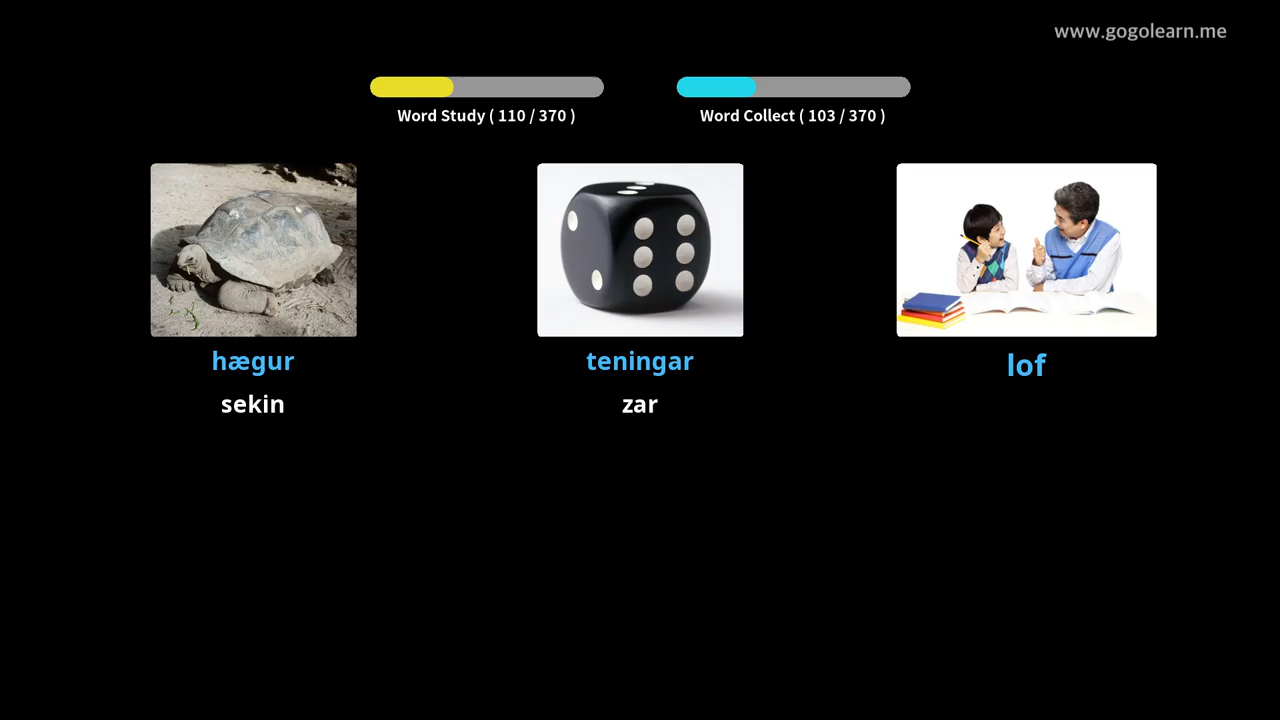 www.gogolearn.me
Word Study ( 110 / 370 )
Word Collect ( 103 / 370 )
hægur
teningar
lof
sekin
zar